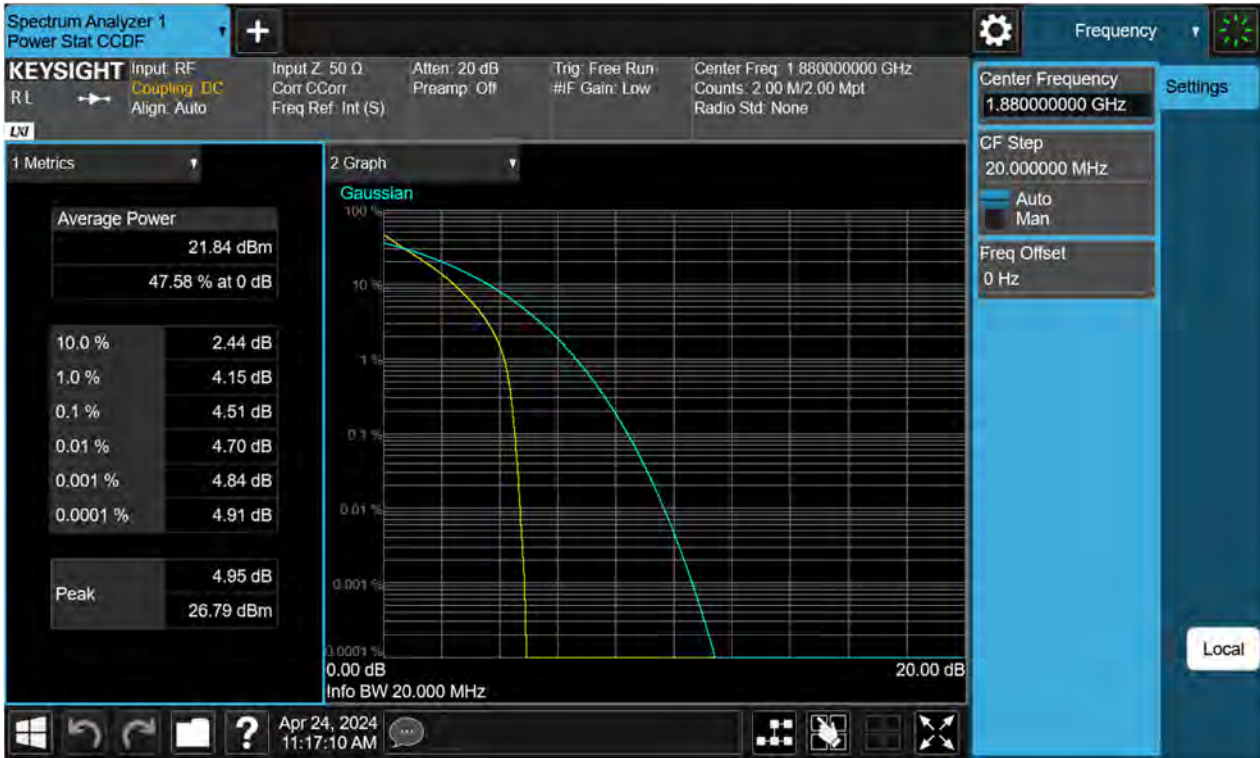 Spectrum Analyzer 1
Power Stat CCDF
+
Frequency
KEYSIGHT
R L
LXI
Input: RF
Coupling: DC
Align: Auto
Input Z: 50 Ω
Corr CCorr
Freq Ref: Int (S)
Atten: 20 dB
Preamp: Off
Trig: Free Run
#IF Gain: Low
Center Freq: 1.880000000 GHz
Counts: 2.00 M/2.00 Mpt
Radio Std: None
Center Frequency
1.880000000 GHz
Settings
CF Step
20.000000 MHz
Auto
Man
Freq Offset
0 Hz
1 Metrics
Average Power
21.84 dBm
47.58 % at 0 dB
10.0 % 2.44 dB
1.0 % 4.15 dB
0.1 % 4.51 dB
0.01 % 4.70 dB
0.001 % 4.84 dB
0.0001 % 4.91 dB
Peak
4.95 dB
26.79 dBm
2 Graph
Gaussian
100 %
10 %
1 %
0.1 %
0.01 %
0.001 %
0.0001 %
0.00 dB
20.00 dB
Info BW 20.000 MHz
Local
?
Apr 24, 2024
11:17:10 AM